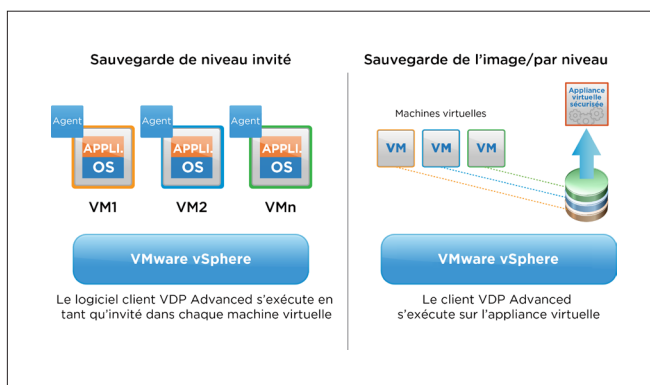 Sauvegarde de niveau invité
Agent
APPLI.
OS
VM1
Agent
APPLI.
OS
VM2
Agent
APPLI.
OS
VMn
VMware vSphere
Le logiciel client VDP Advanced s’exécute en
tant qu’invité dans chaque machine virtuelle
Sauvegarde de l’image/par niveau
Appliance
virtuelle
sécurisée
Machines virtuelles
VM
VM
VM
VMware vSphere
Le client VDP Advanced
s’exécute sur l’appliance virtuelle